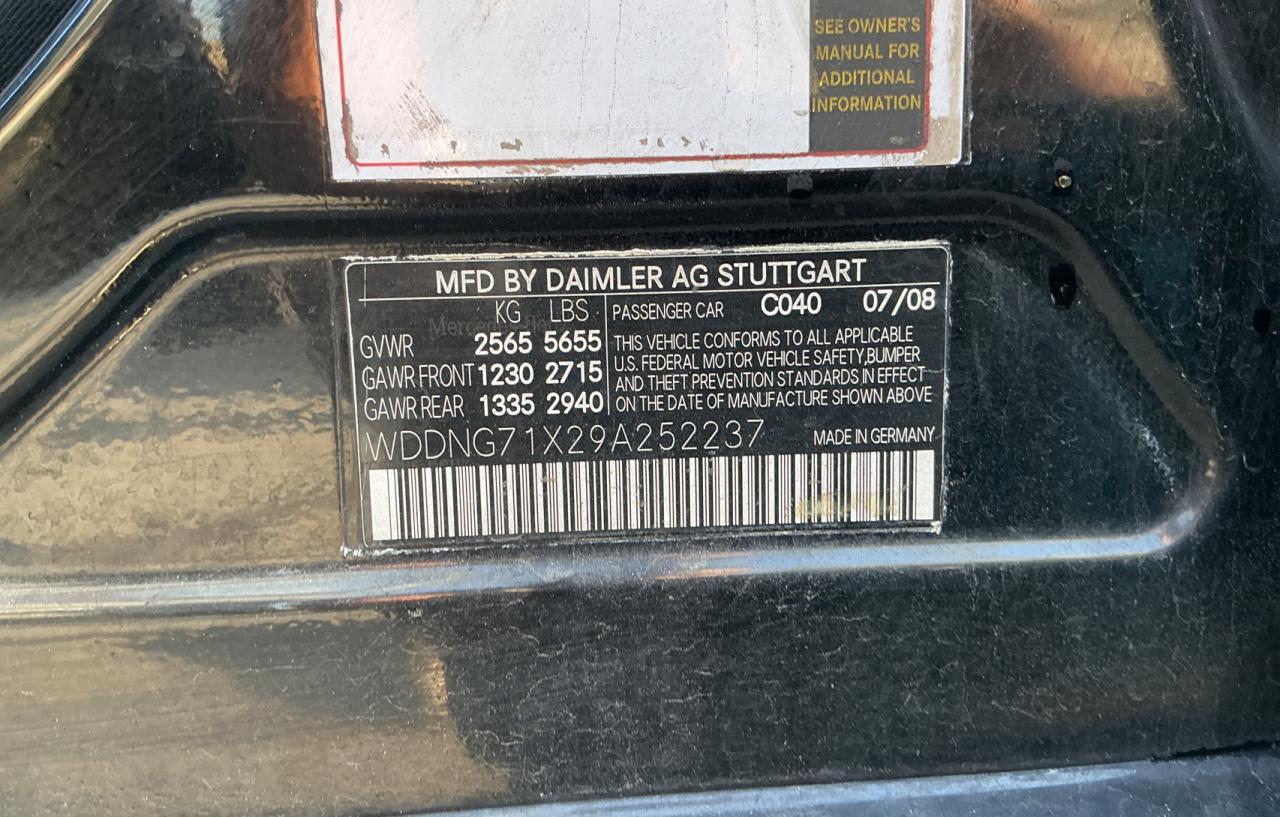 SEE OWNER'S
MANUAL FOR
ADDITIONAL
INFORMATION
MFD BY DAIMLER AG STUTTGART
KG LBS
GVWR 2565 5655
GAWR FRONT 1230 2715
GAWR REAR 1335 2940
PASSENGER CAR C040 07/08
THIS VEHICLE CONFORMS TO ALL APPLICABLE
U.S. FEDERAL MOTOR VEHICLE SAFETY,BUMPER
AND THEFT PREVENTION STANDARDS IN EFFECT
ON THE DATE OF MANUFACTURE SHOWN ABOVE
WDDNG71X29A252237 MADE IN GERMANY